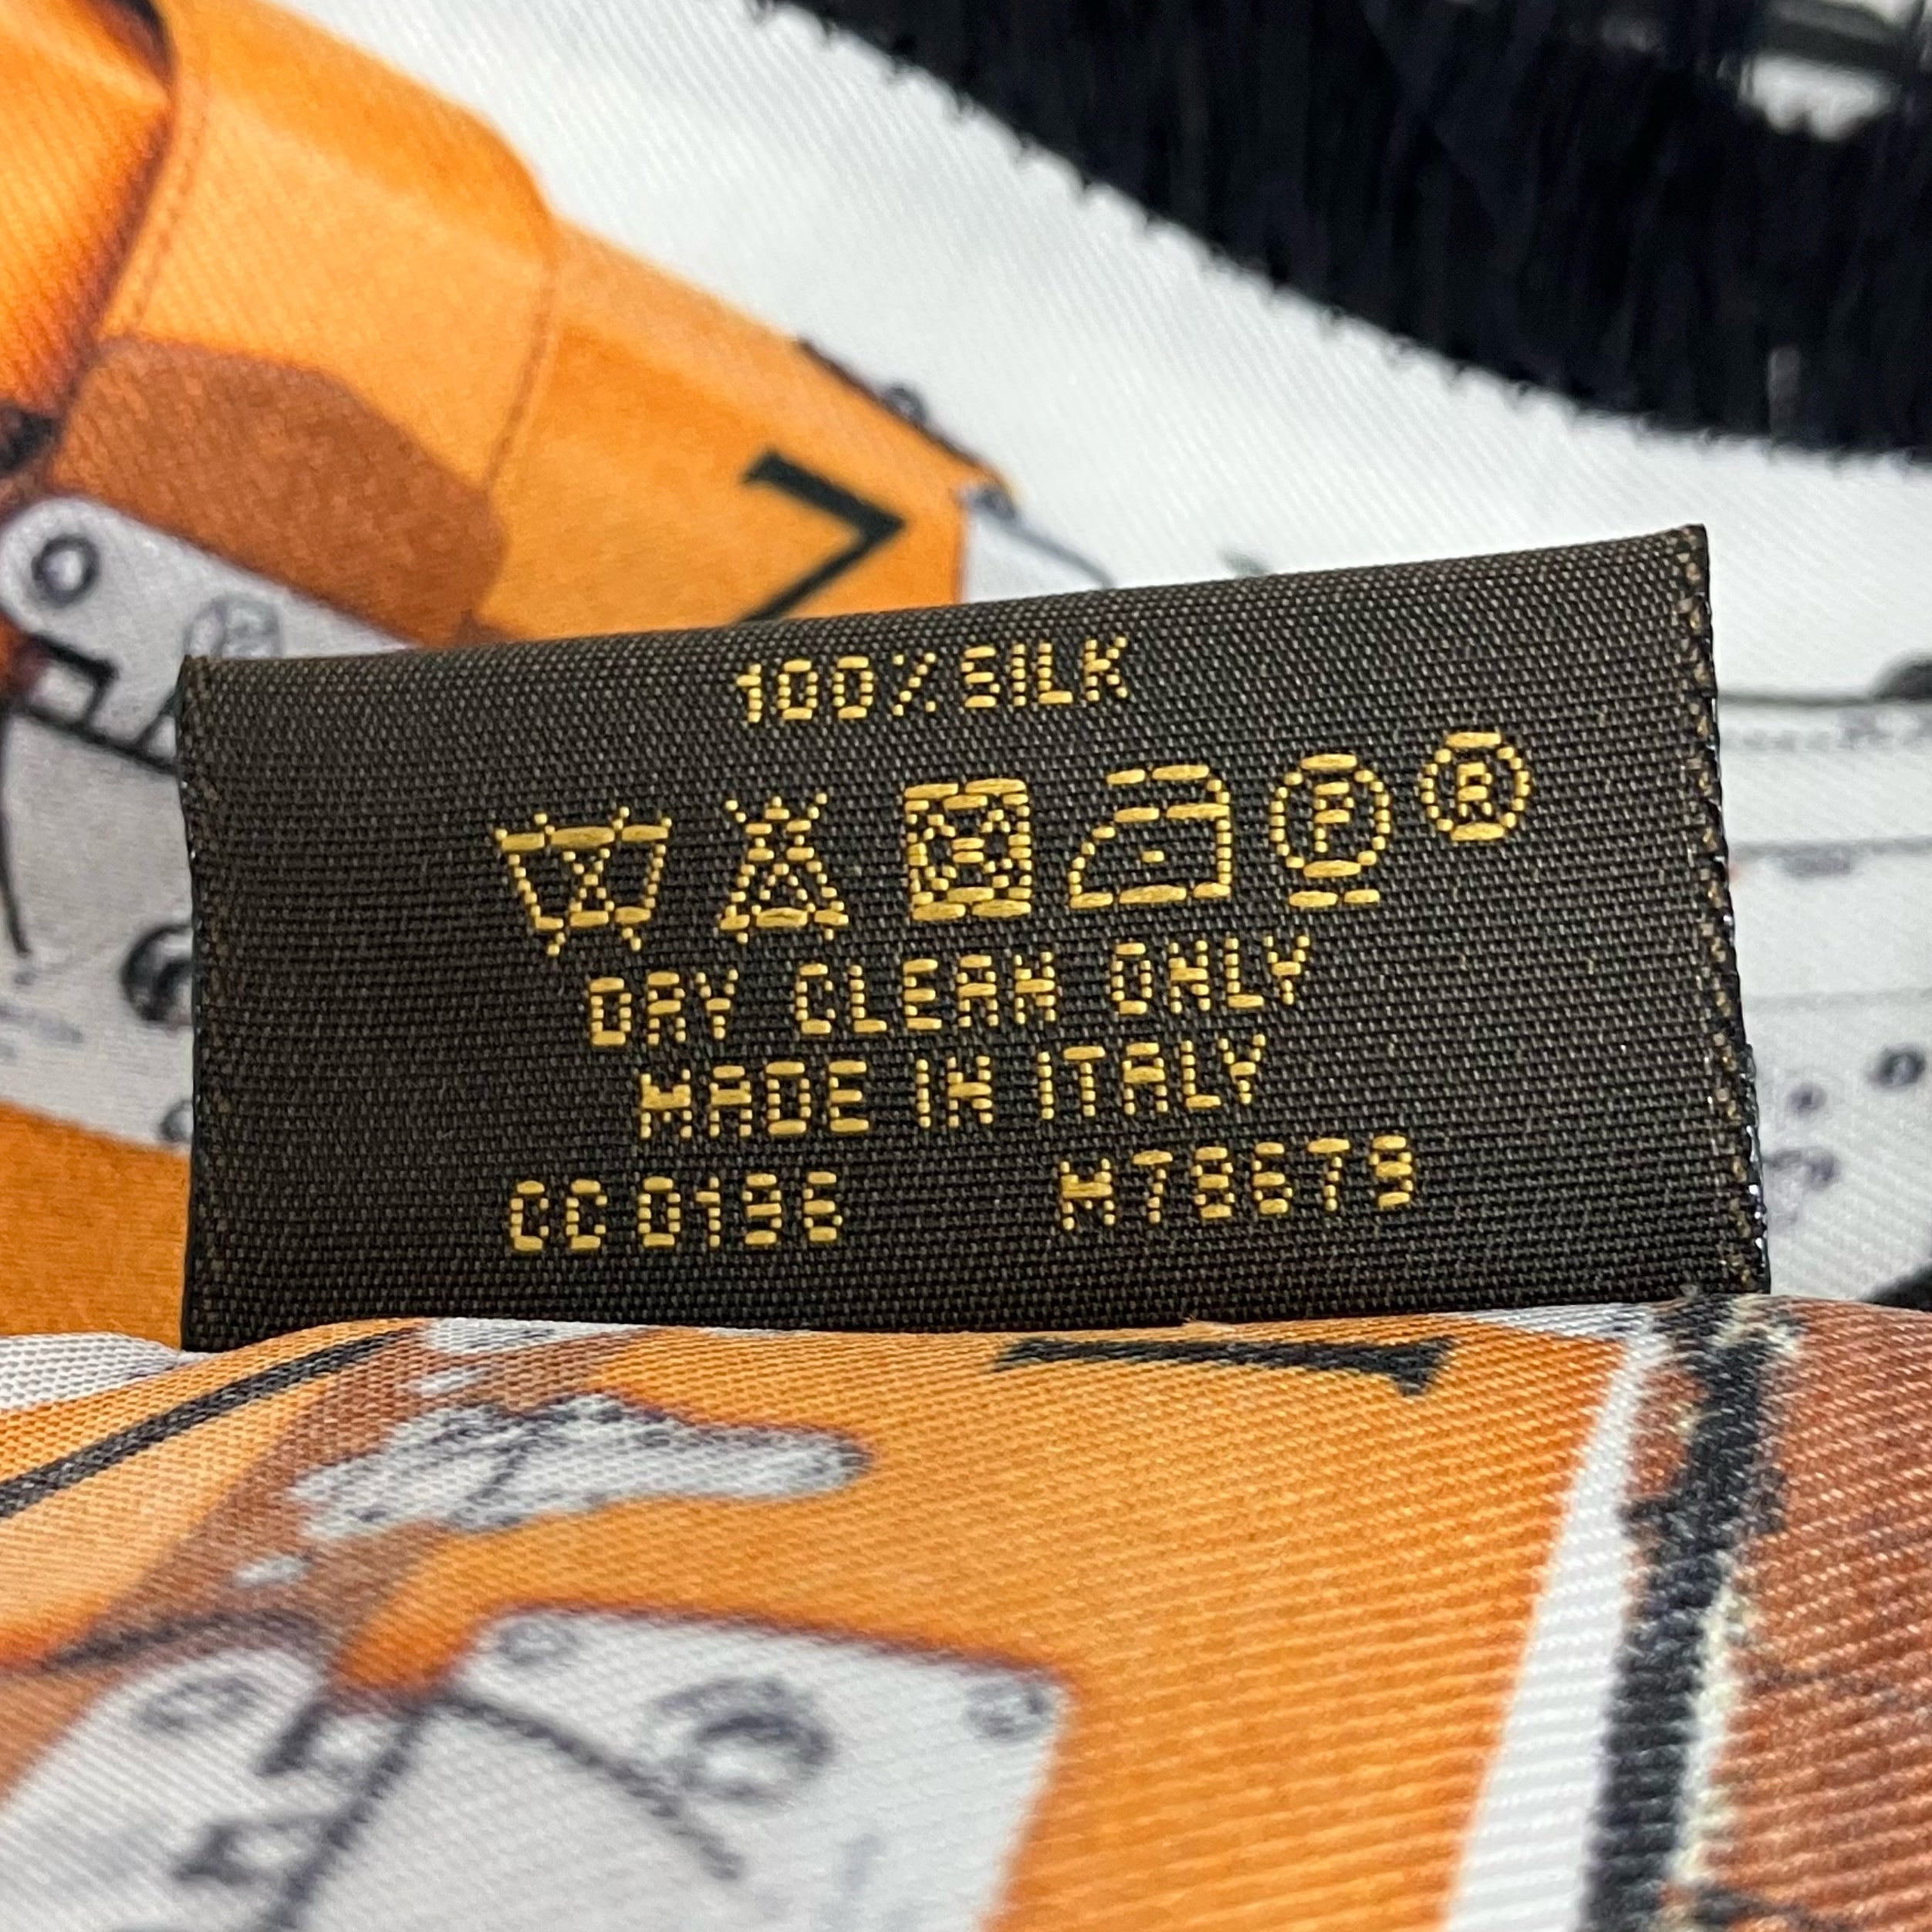 100% SILK
P R
DRY CLEAN ONLY
MADE IN ITALY
CC0196 M78679